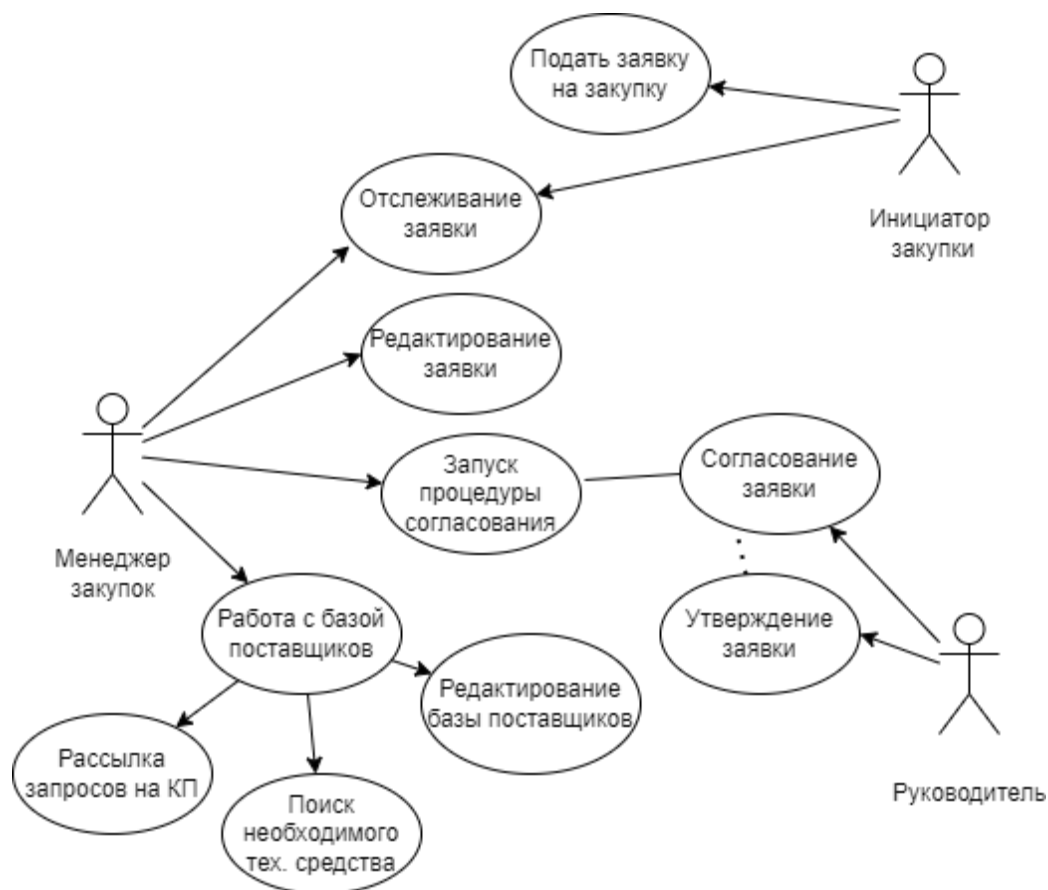 Подать заявку
на закупку
Отслеживание
заявки
Инициатор
закупки
Редактирование
заявки
Запуск
процедуры
согласования
Согласование
заявки
Менеджер
закупок
Работа с базой
поставщиков
Утверждение
заявки
Редактирование
базы поставщиков
Рассылка
запросов на КП
Поиск
необходимого
тех. средства
Руководитель